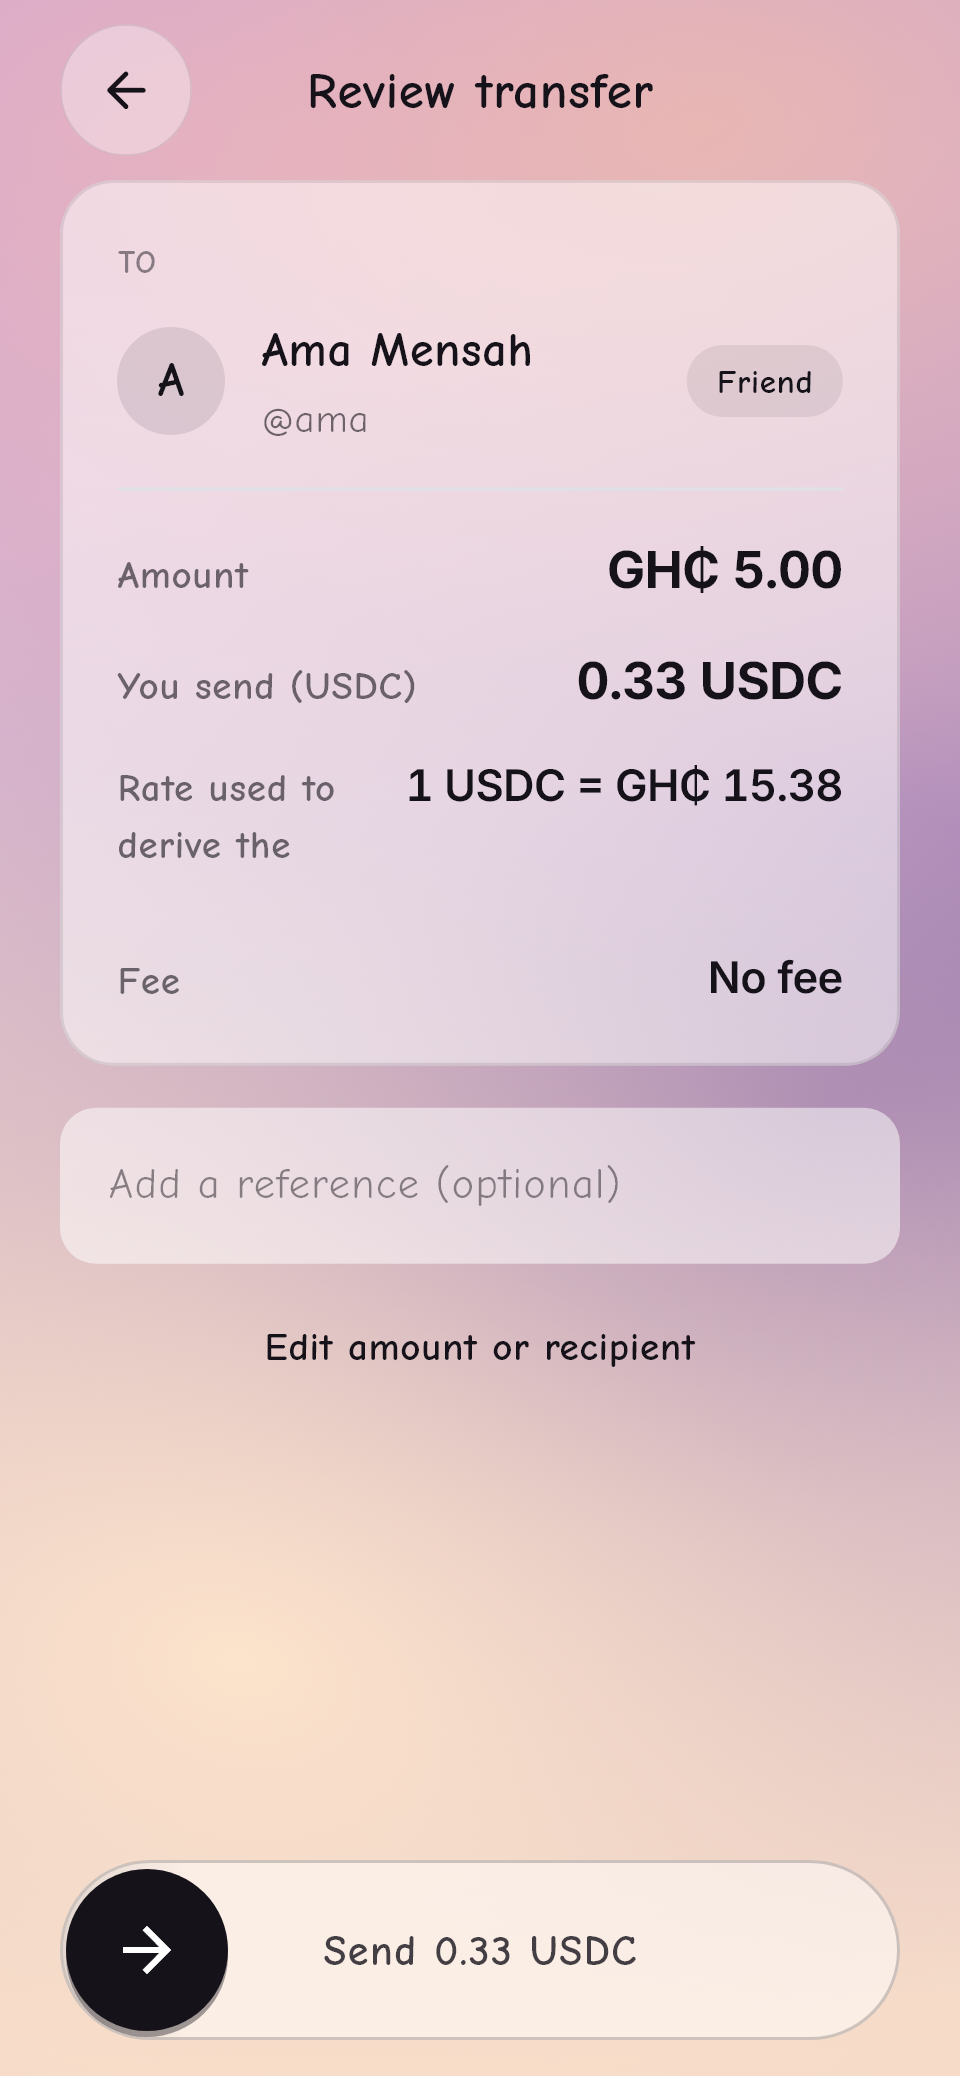 Review transfer
TO
A
Ama Mensah
@ama
Friend
Amount
GH₵ 5.00
You send (USDC)
0.33 USDC
Rate used to
derive the
1 USDC = GH₵ 15.38
Fee
No fee
Add a reference (optional)
Edit amount or recipient
Send 0.33 USDC